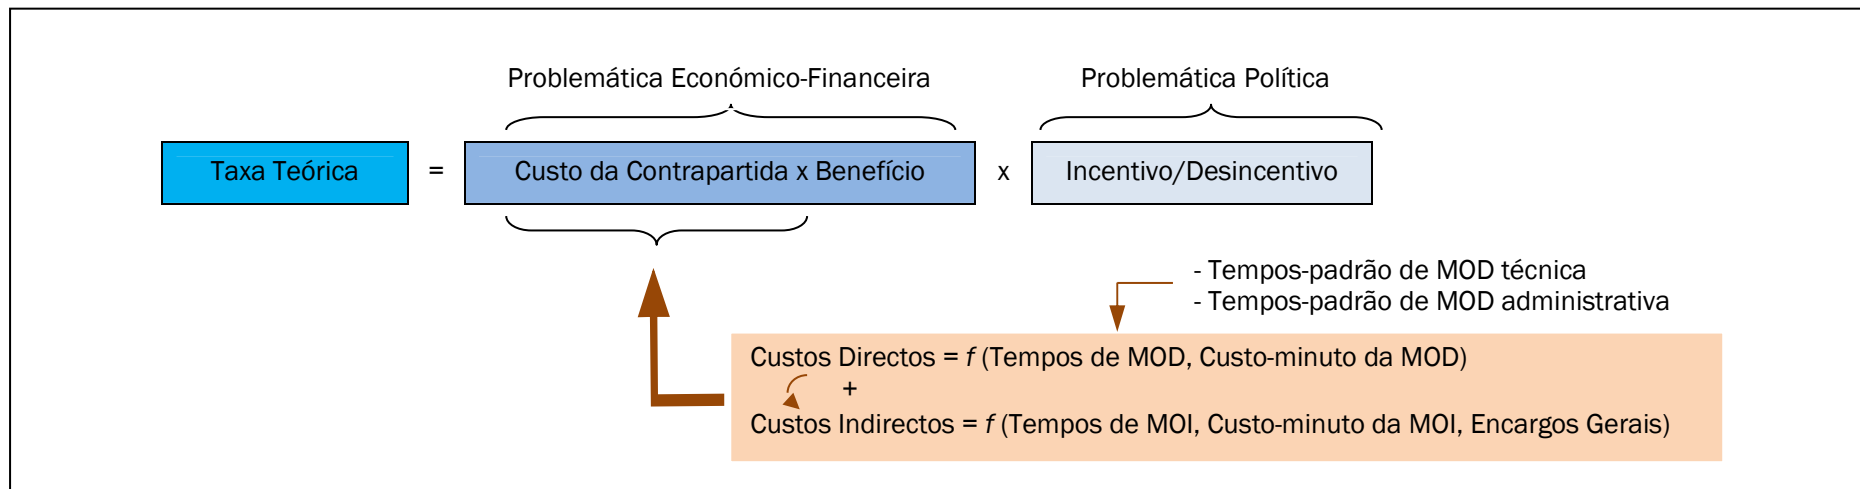 Problemática Económico-Financeira
Problemática Política
Taxa Teórica = Custo da Contrapartida x Benefício x Incentivo/Desincentivo
- Tempos-padrão de MOD técnica
- Tempos-padrão de MOD administrativa
Custos Directos = f (Tempos de MOD, Custo-minuto da MOD)
+
Custos Indirectos = f (Tempos de MOI, Custo-minuto da MOI, Encargos Gerais)